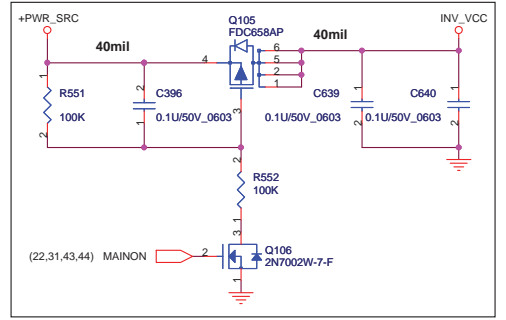 +PWR_SRC
Q105
FDC658AP
INV_VCC
40mil
40mil
4
6
5
2
1
3
1
R551
100K
2
2
C396
0.1U/50V_0603
1
1
C639
0.1U/50V_0603
2
1
C640
0.1U/50V_0603
2
2
R552
100K
1
3
Q106
2N7002W-7-F
(22,31,43,44) MAINON
2
1